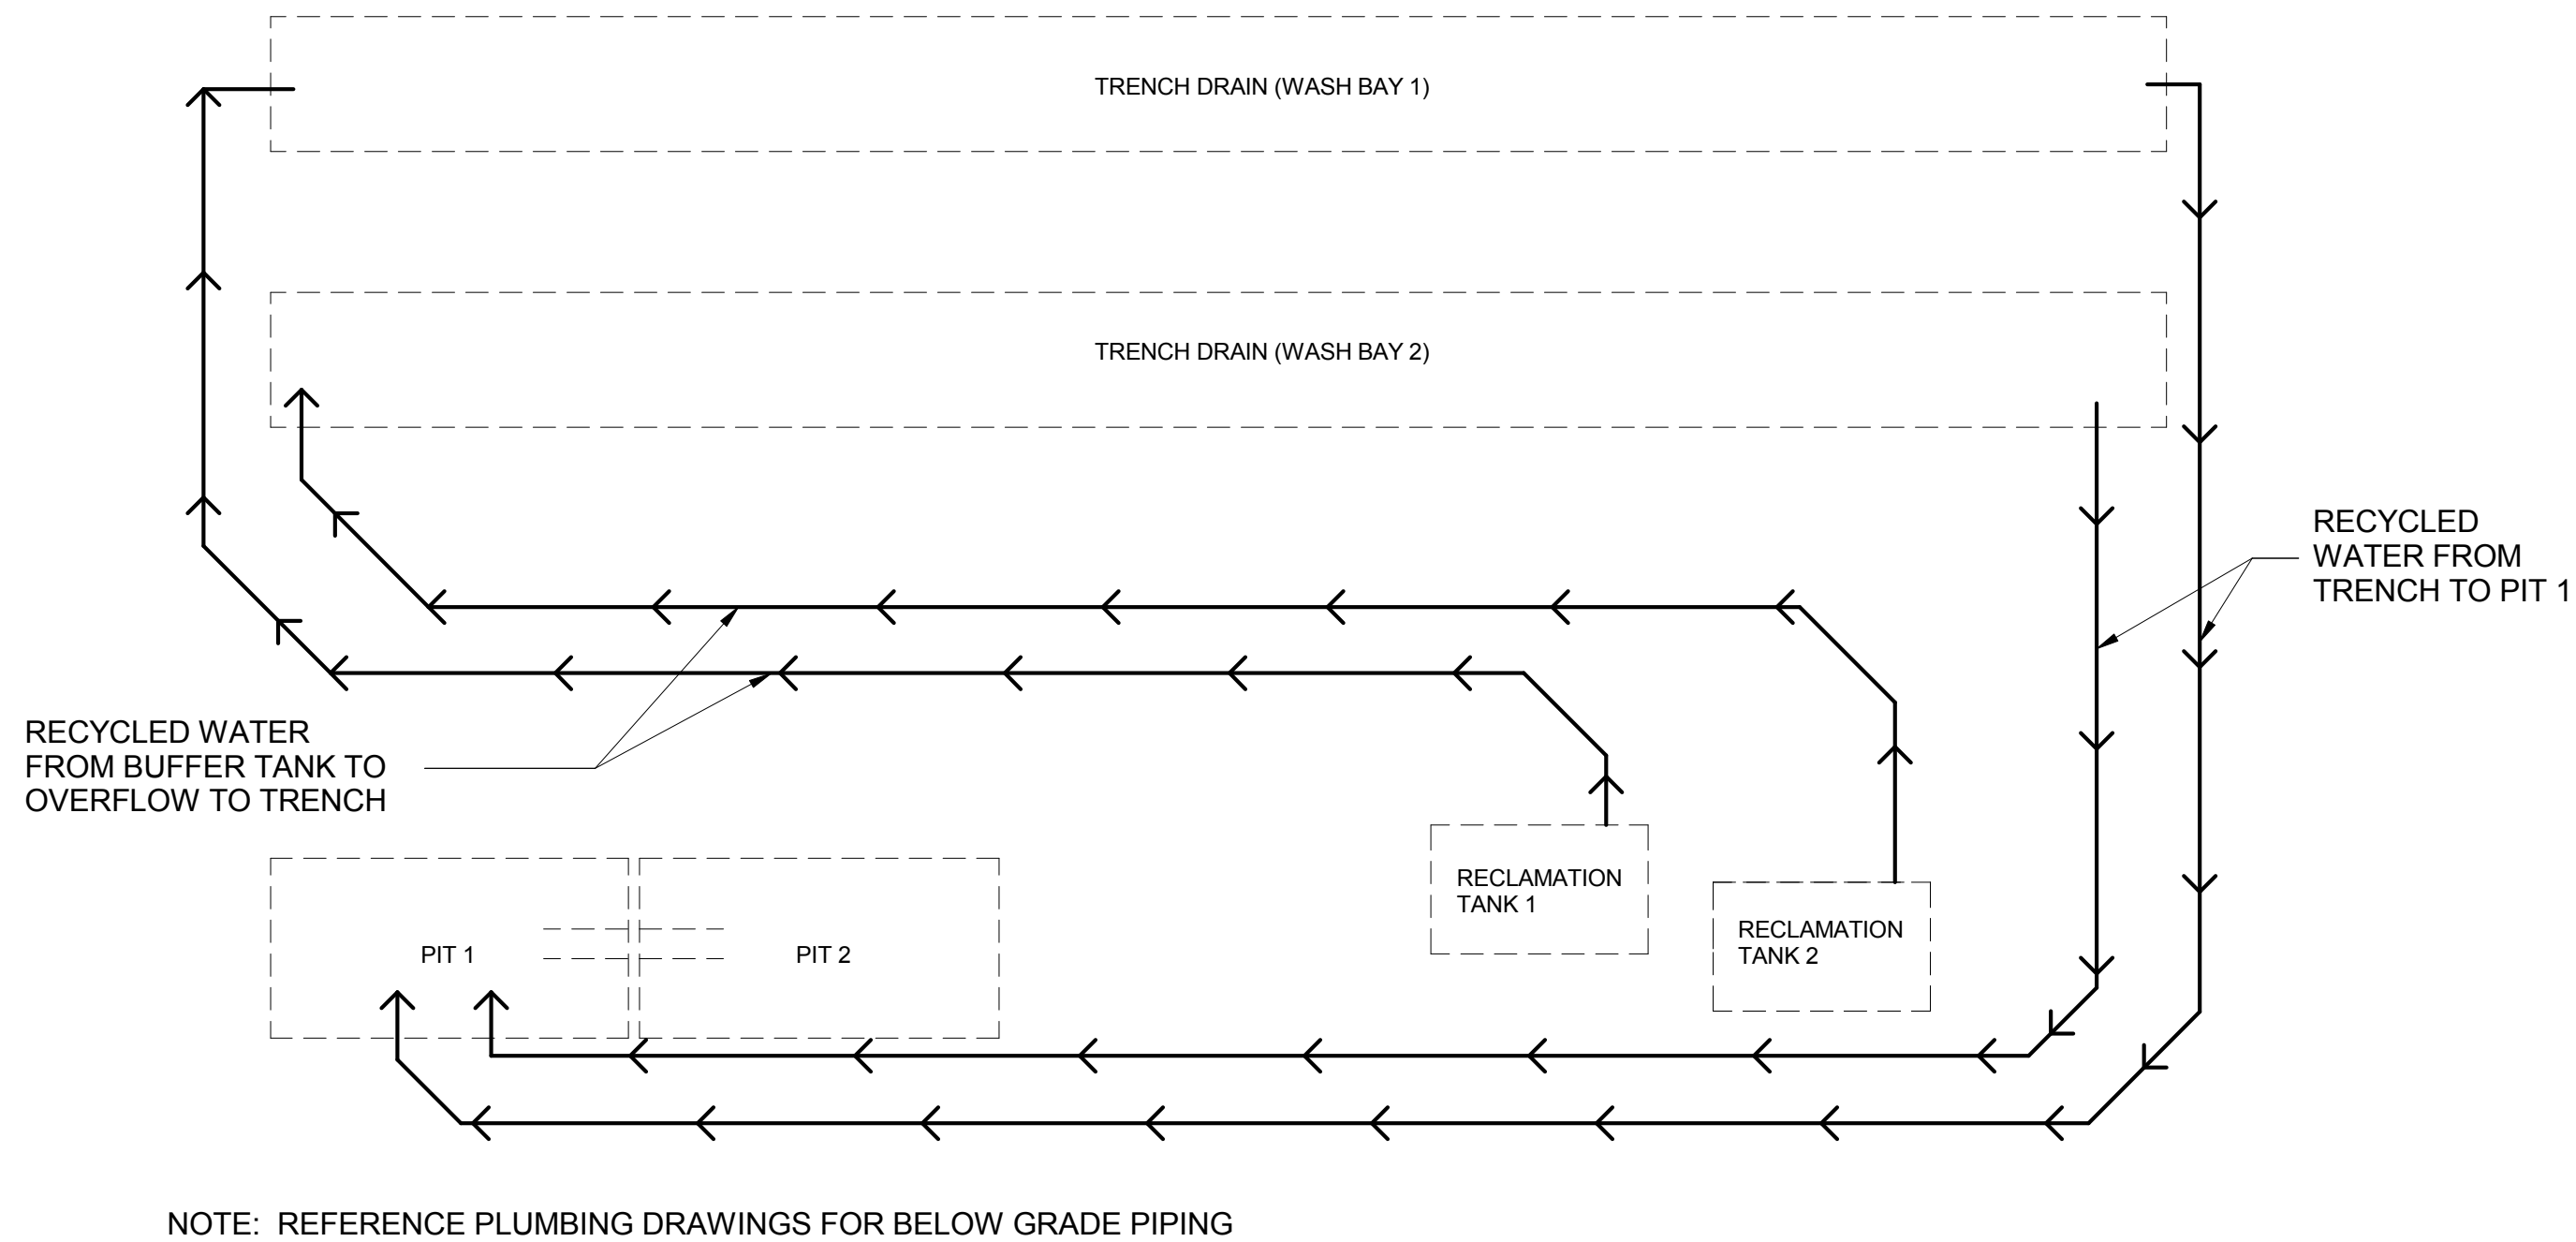 TRENCH DRAIN (WASH BAY 1)
TRENCH DRAIN (WASH BAY 2)
RECYCLED
WATER FROM
TRENCH TO PIT 1
RECYCLED WATER
FROM BUFFER TANK TO
OVERFLOW TO TRENCH
RECLAMATION
TANK 1
RECLAMATION
TANK 2
PIT 1
PIT 2
NOTE:  REFERENCE PLUMBING DRAWINGS FOR BELOW GRADE PIPING